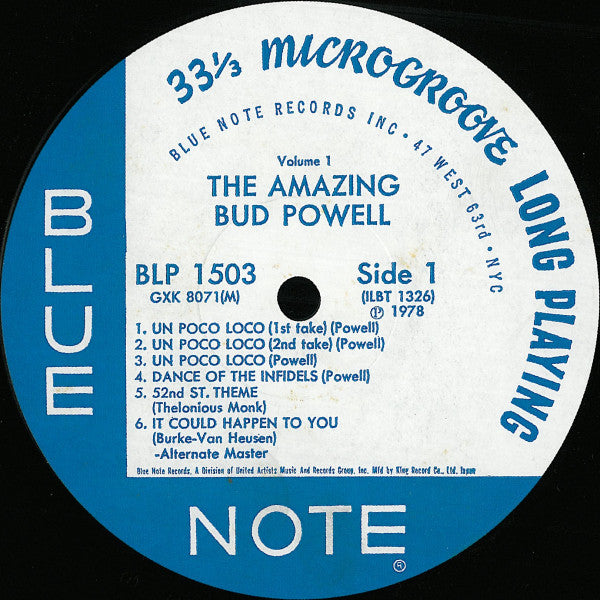 33⅓ MICROGROOVE LONG PLAYING
BLUE NOTE RECORDS INC • 47 WEST 63rd • NYC
Volume 1
THE AMAZING
BUD POWELL
BLP 1503 Side 1
GXK 8071(M) (ILBT 1326)
℗ 1978
1. UN POCO LOCO (1st take) (Powell)
2. UN POCO LOCO (2nd take) (Powell)
3. UN POCO LOCO (Powell)
4. DANCE OF THE INFIDELS (Powell)
5. 52nd ST. THEME
(Thelonious Monk)
6. IT COULD HAPPEN TO YOU
(Burke-Van Heusen)
-Alternate Master
Blue Note Records, A Division of United Artists Music And Records Group, Inc. Mfd by King Record Co., Ltd. Japan
BLUE
NOTE
®